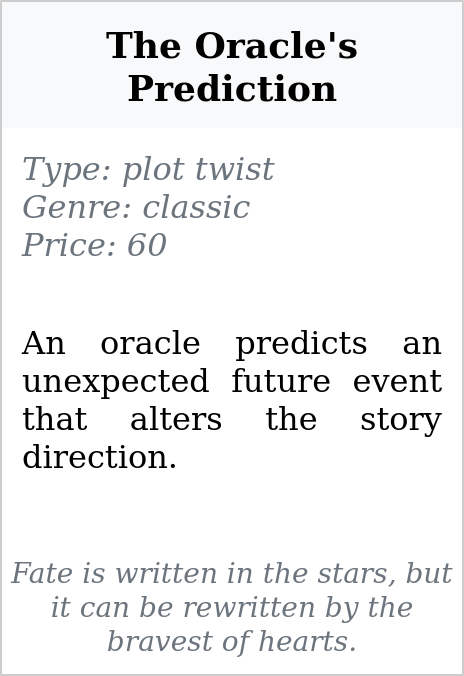 The Oracle's
Prediction
Type: plot twist
Genre: classic
Price: 60
An oracle predicts an
unexpected future event
that alters the story
direction.
Fate is written in the stars, but
it can be rewritten by the
bravest of hearts.